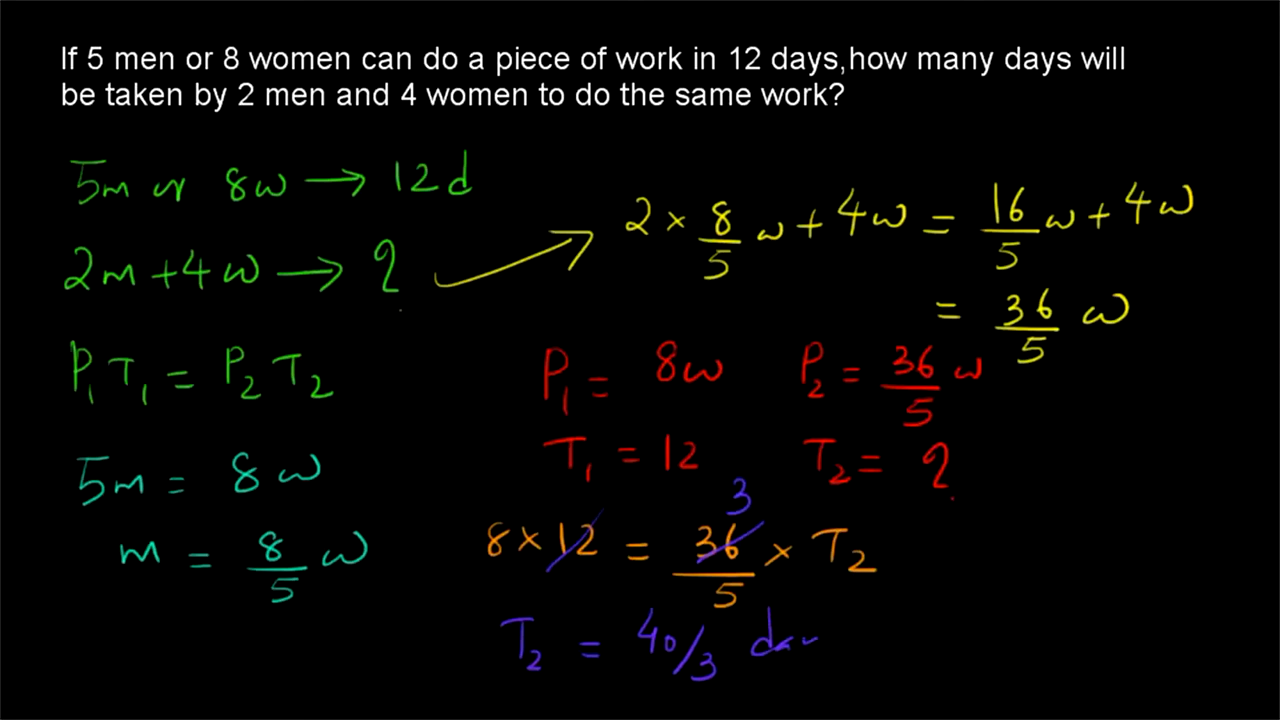 If 5 men or 8 women can do a piece of work in 12 days,how many days will
be taken by 2 men and 4 women to do the same work?
5m or 8w → 12d
2m + 4w → ?
P₁T₁ = P₂T₂
5m = 8w
m = 8/5 w
2 × 8/5 w + 4w = 16/5 w + 4w
= 36/5 w
P₁ = 8w
P₂ = 36/5 w
T₁ = 12
T₂ = ?
3
8 × 12 = 36/5 × T₂
T₂ = 40/3